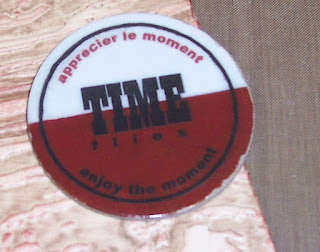 apprecier le moment
TIME
flies
enjoy the moment